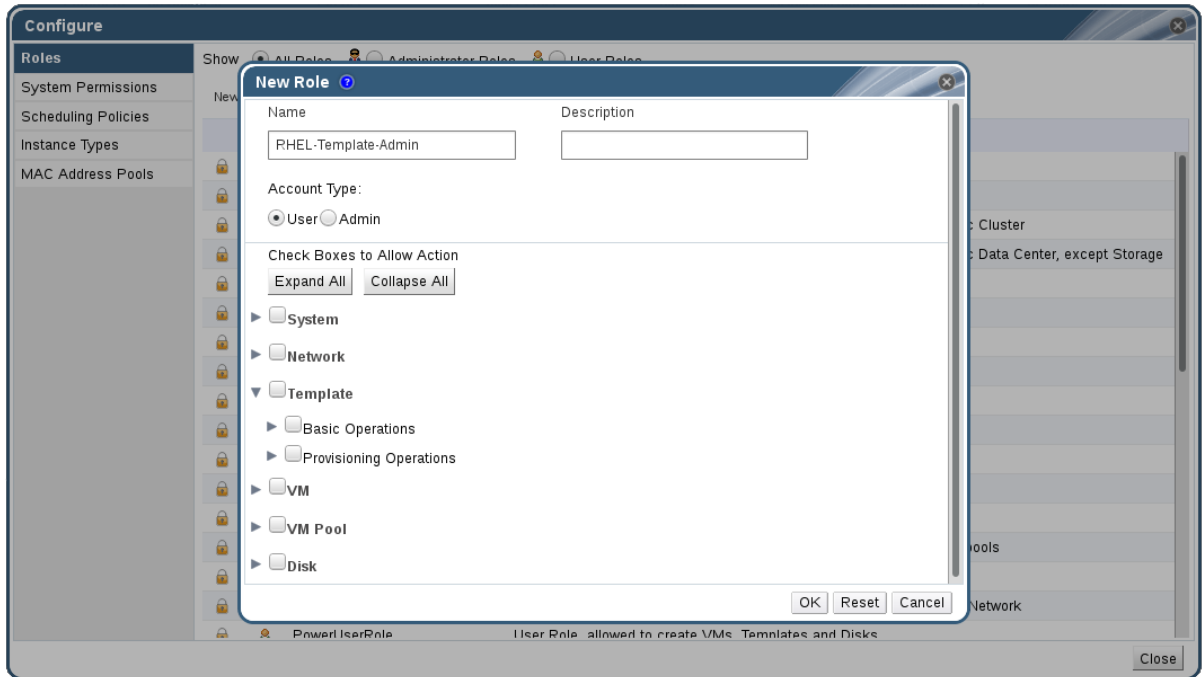 Configure
Roles
System Permissions
Scheduling Policies
Instance Types
MAC Address Pools
Show All Roles Administrator Roles User Roles
New
New Role
Name
Description
RHEL-Template-Admin
Account Type:
User Admin
Check Boxes to Allow Action
Expand All Collapse All
System
Network
Template
Basic Operations
Provisioning Operations
VM
VM Pool
Disk
OK Reset Cancel
Cluster
Data Center, except Storage
ools
Network
PowerUserRole User Role, allowed to create VMs, Templates and Disks
Close